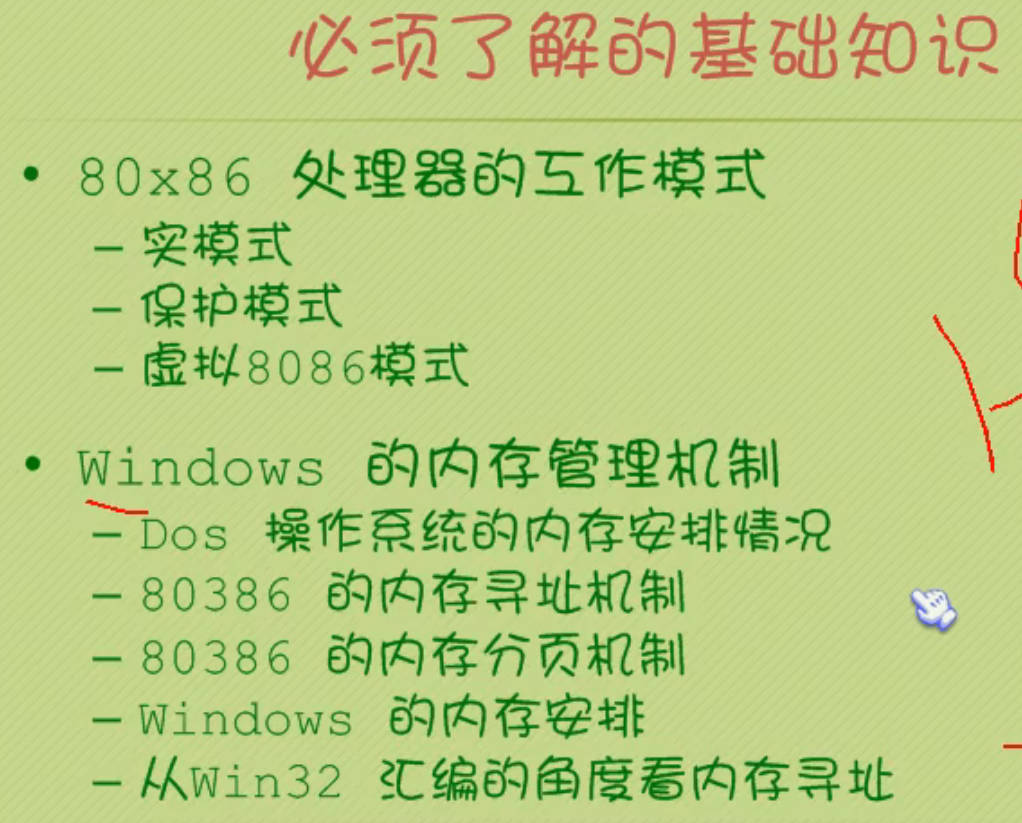 必须了解的基础知识
• 80x86 处理器的工作模式
– 实模式
– 保护模式
– 虚拟8086模式
• Windows 的内存管理机制
– Dos 操作系统的内存安排情况
– 80386 的内存寻址机制
– 80386 的内存分页机制
– Windows 的内存安排
– 从Win32 汇编的角度看内存寻址